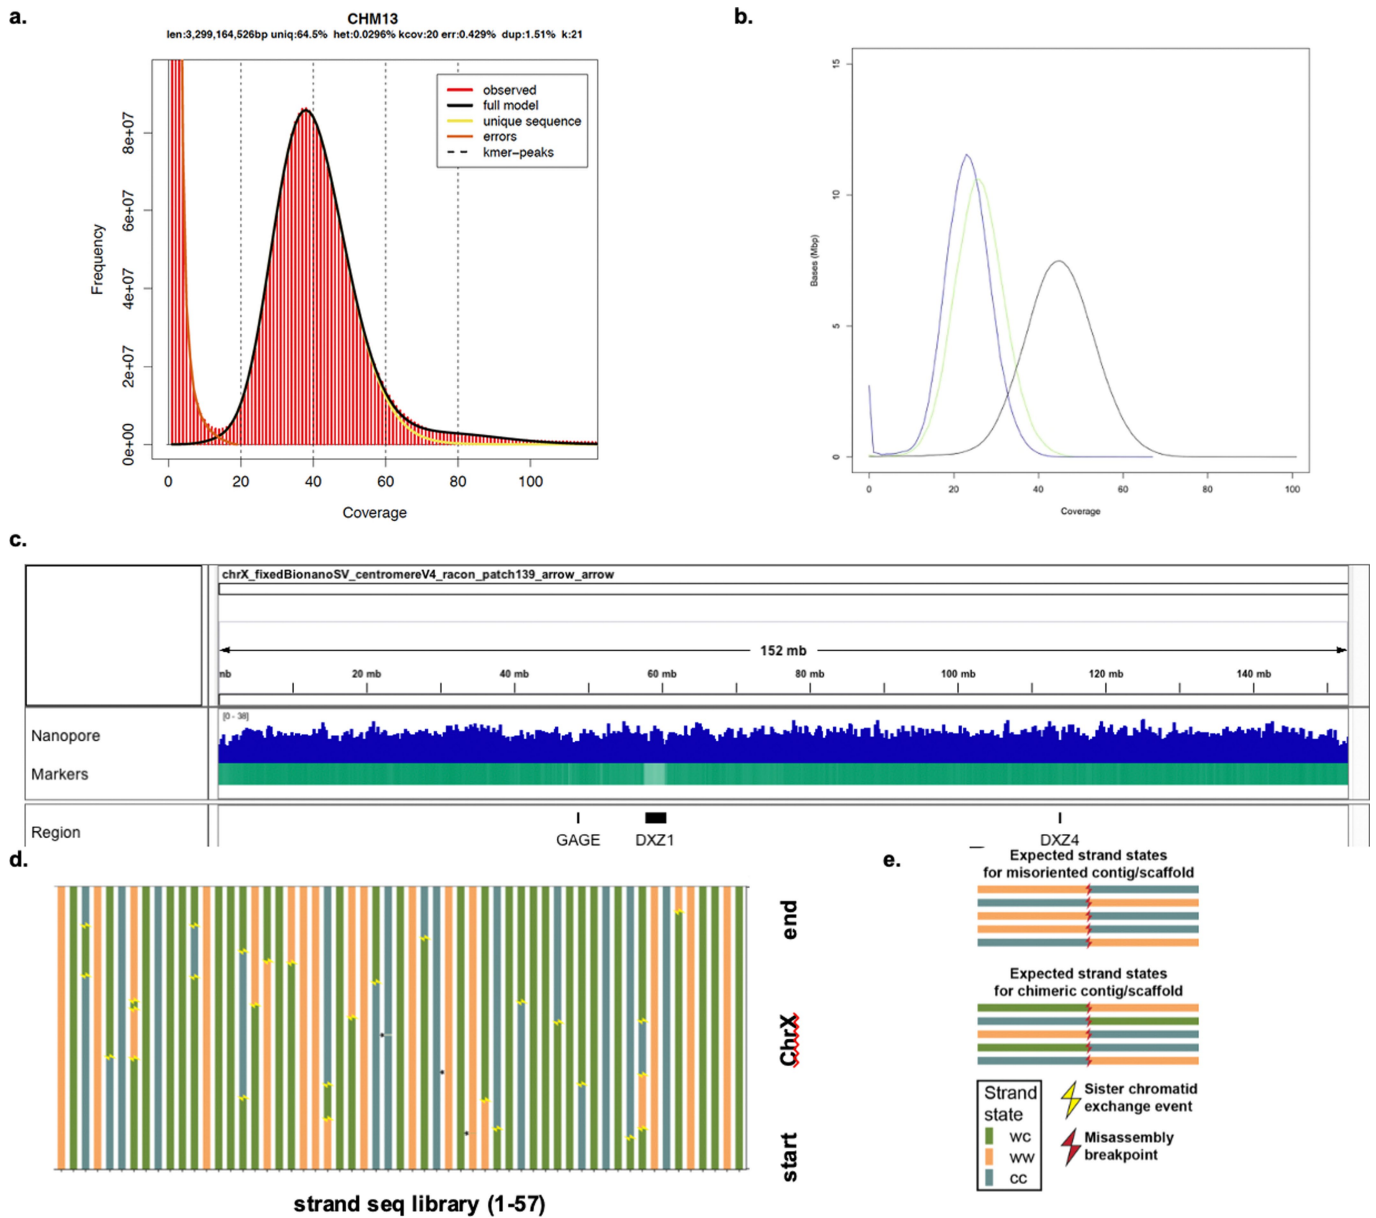 a.
CHM13
len:3,299,164,526bp uniq:64.5% het:0.0296% kcov:20 err:0.429% dup:1.51% k:21
observed
full model
unique sequence
errors
kmer-peaks
Frequency
0e+00
2e+07
4e+07
6e+07
8e+07
0
20
40
60
80
100
Coverage
b.
Bases (Mbp)
0
5
10
15
0
20
40
60
80
100
Coverage
c.
chrX_fixedBionanoSV_centromereV4_racon_patch139_arrow_arrow
152 mb
mb
20 mb
40 mb
60 mb
80 mb
100 mb
120 mb
140 mb
[0 - 38]
Nanopore
Markers
Region
GAGE
DXZ1
DXZ4
d.
end
ChrX
start
strand seq library (1-57)
e.
Expected strand states
for misoriented contig/scaffold
Expected strand states
for chimeric contig/scaffold
Strand
state
wc
ww
cc
Sister chromatid
exchange event
Misassembly
breakpoint